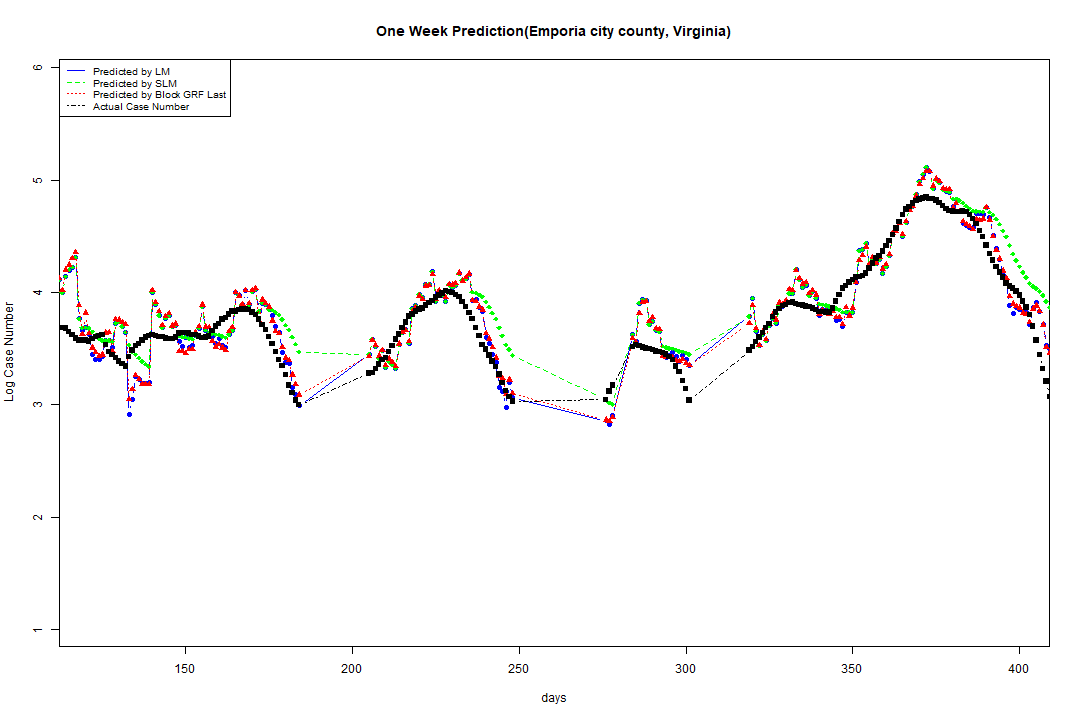 One Week Prediction(Emporia city county, Virginia)
Predicted by LM
Predicted by SLM
Predicted by Block GRF Last
Actual Case Number
Log Case Number
6
5
4
3
2
1
150
200
250
300
350
400
days